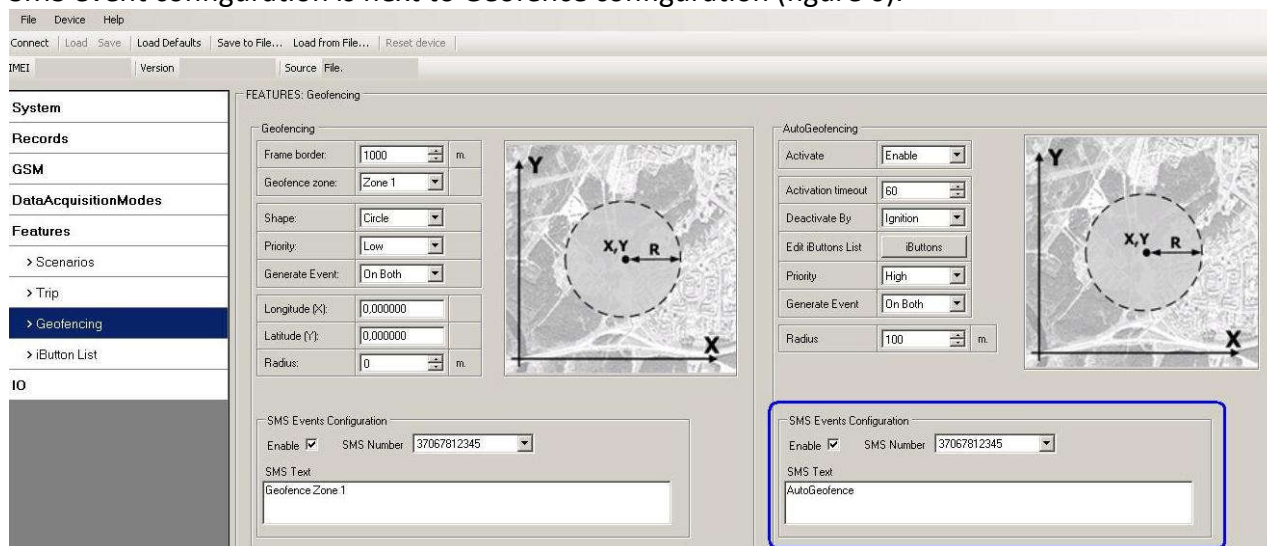 SMS Event configuration is next to Geofence configuration (figure 6).
File Device Help
Connect Load Save Load Defaults Save to File... Load from File... Reset device
IMEI Version Source File.
System
Records
GSM
DataAcquisitionModes
Features
> Scenarios
> Trip
> Geofencing
> iButton List
IO
FEATURES: Geofencing
Geofencing
Frame border: 1000 m.
Geofence zone: Zone 1
Shape: Circle
Priority: Low
Generate Event: On Both
Longitude (X): 0,000000
Latitude (Y): 0,000000
Radius: 0 m.
Y
X,Y R
X
SMS Events Configuration
Enable SMS Number 37067812345
SMS Text
Geofence Zone 1
AutoGeofencing
Activate Enable
Activation timeout 60
Deactivate By Ignition
Edit iButtons List iButtons
Priority High
Generate Event On Both
Radius 100 m.
Y
X,Y R
X
SMS Events Configuration
Enable SMS Number 37067812345
SMS Text
AutoGeofence